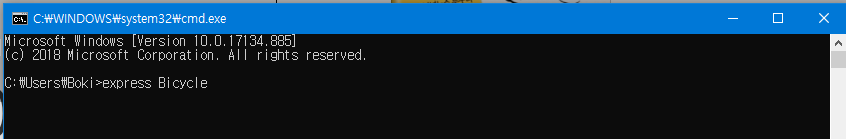 C:₩WINDOWS₩system32₩cmd.exe
Microsoft Windows [Version 10.0.17134.885]
(c) 2018 Microsoft Corporation. All rights reserved.
C:₩Users₩Boki>express Bicycle